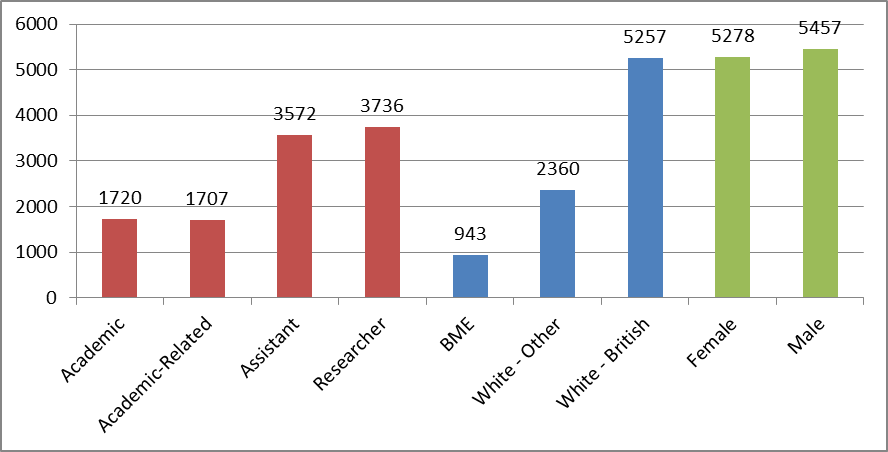 6000
5000
4000
3000
2000
1000
0
1720
1707
3572
3736
943
2360
5257
5278
5457
Academic
Academic-Related
Assistant
Researcher
BME
White - Other
White - British
Female
Male